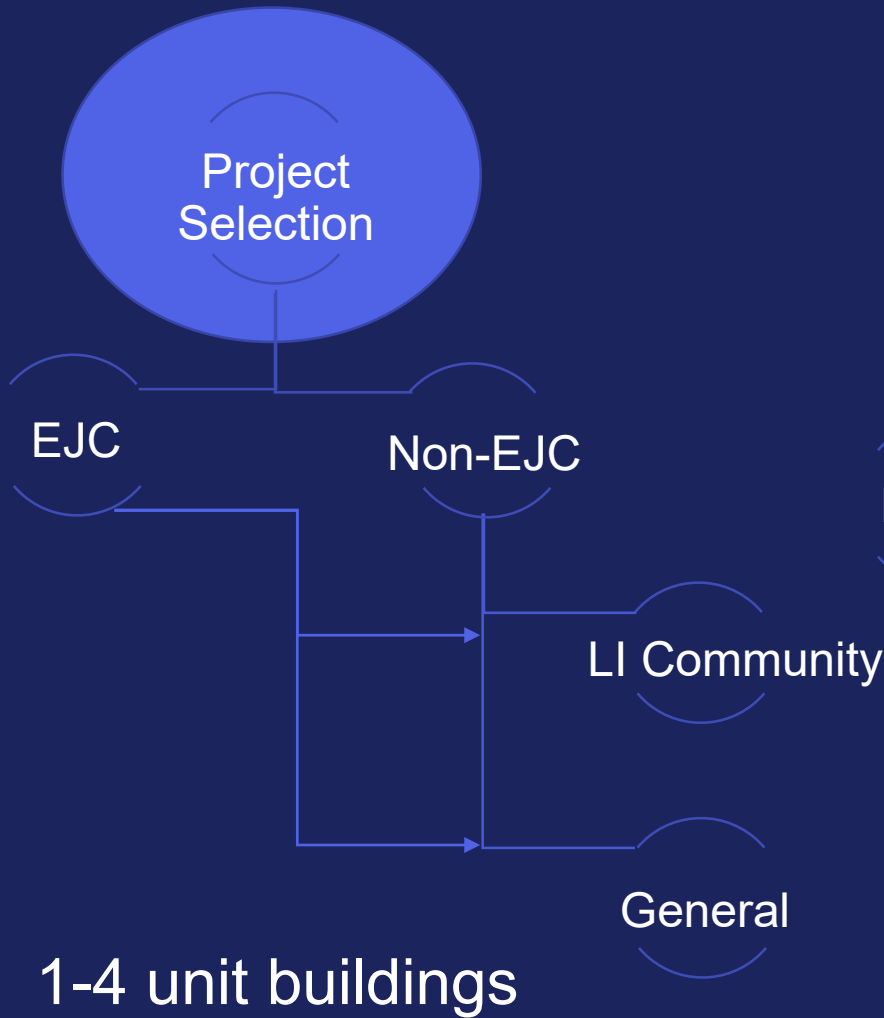 Project
Selection
EJC
Non-EJC
LI Community
General
1-4 unit buildings